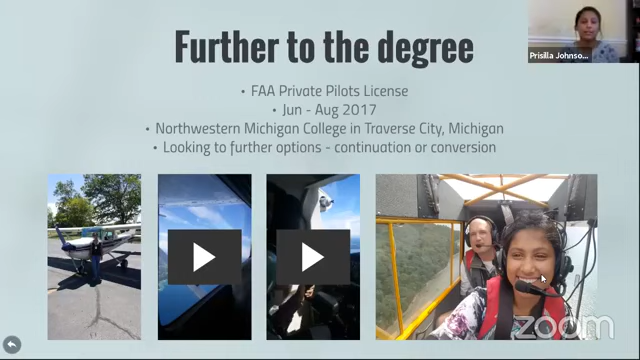 Further to the degree
Prisilla Johnso...
• FAA Private Pilots License
• Jun - Aug 2017
• Northwestern Michigan College in Traverse City, Michigan
• Looking to further options - continuation or conversion
zoom